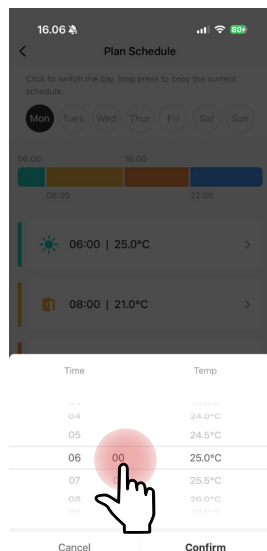 16.06 80
Plan Schedule
Click to switch the day, long press to copy the current
schedule.
Mon Tues Wed Thur Fri Sat Sun
06:00 16:00
08:00 22:30
06:00 | 25.0°C
08:00 | 21.0°C
Time Temp
04 24.0°C
05 24.5°C
06 00 25.0°C
07 25.5°C
08 26.0°C
Cancel Confirm